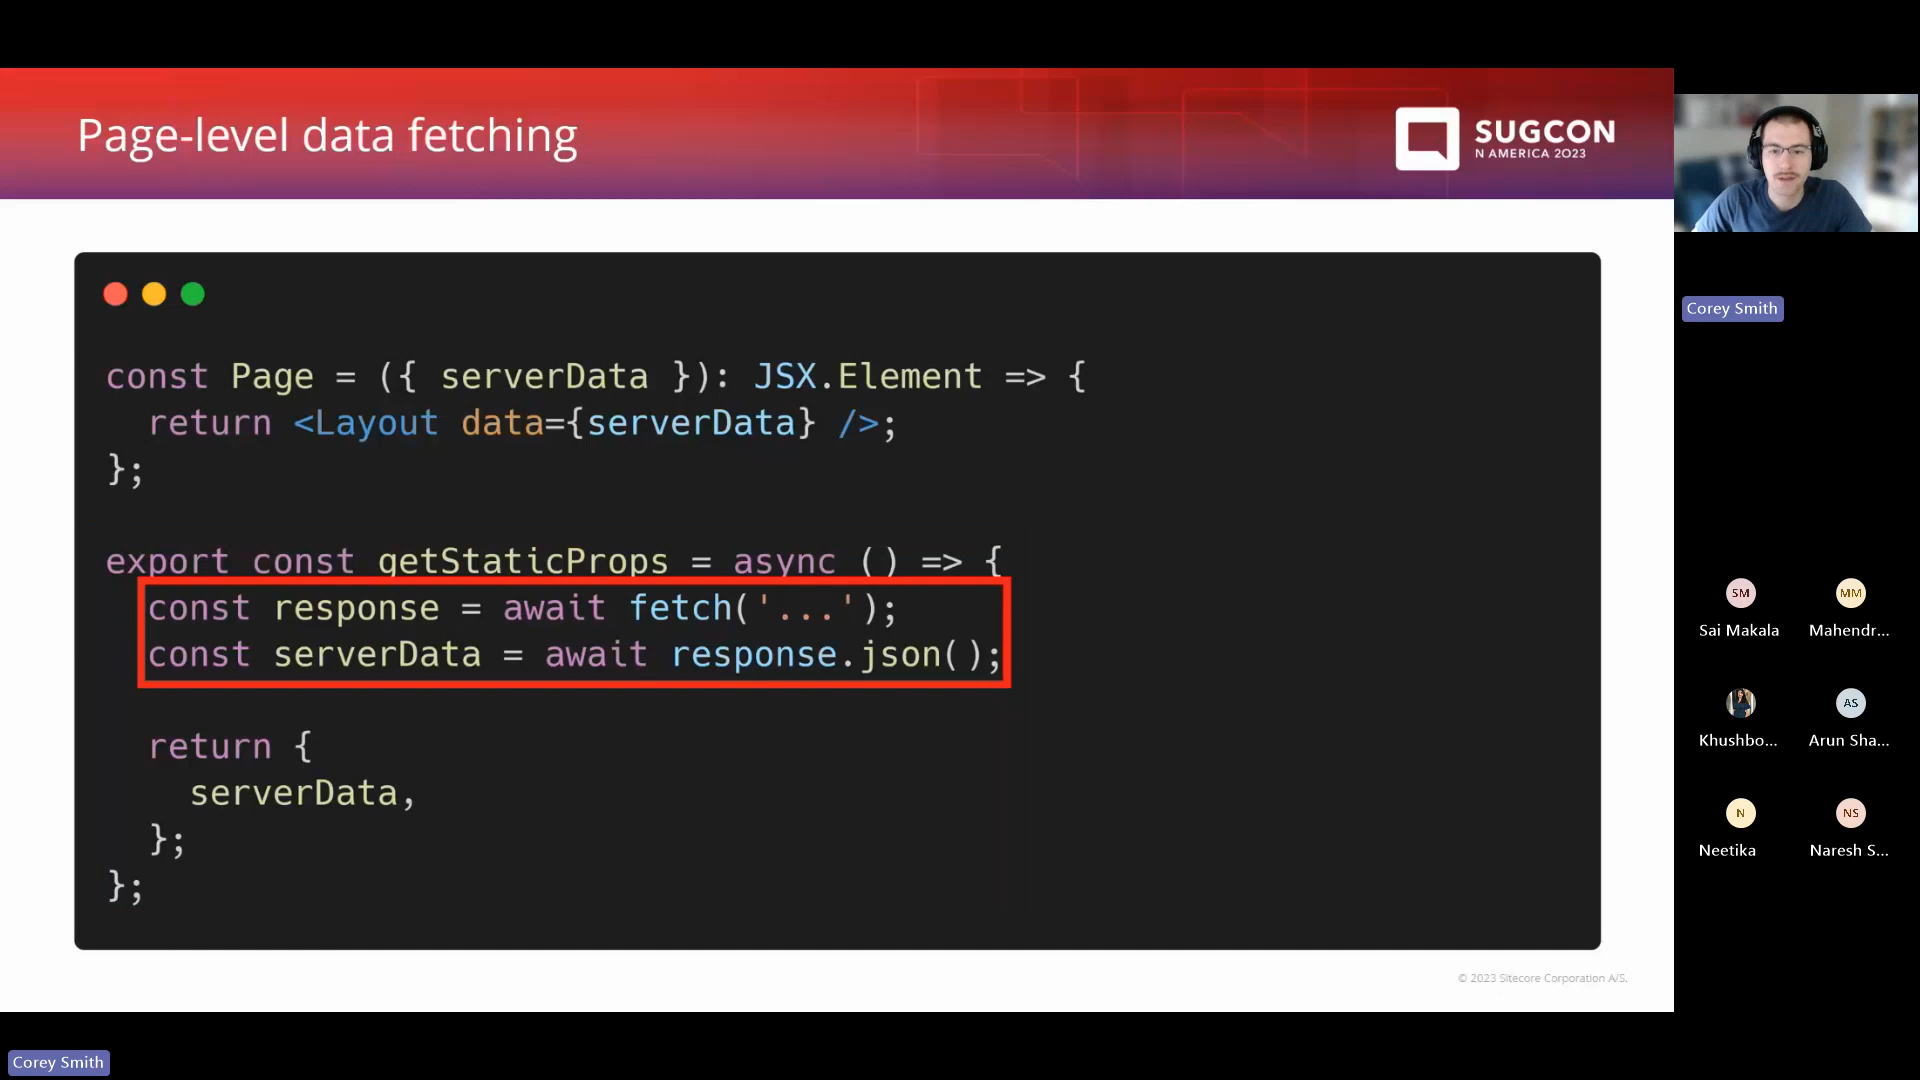 Page-level data fetching
SUGCON
N AMERICA 2023
const Page = ({ serverData }): JSX.Element => {
  return <Layout data={serverData} />;
};
export const getStaticProps = async () => {
  const response = await fetch('...');
  const serverData = await response.json();
  return {
    serverData,
  };
};
© 2023 Sitecore Corporation A/S.
Corey Smith
SM
MM
Sai Makala
Mahendr...
AS
Khushbo...
Arun Sha...
N
NS
Neetika
Naresh S...
Corey Smith